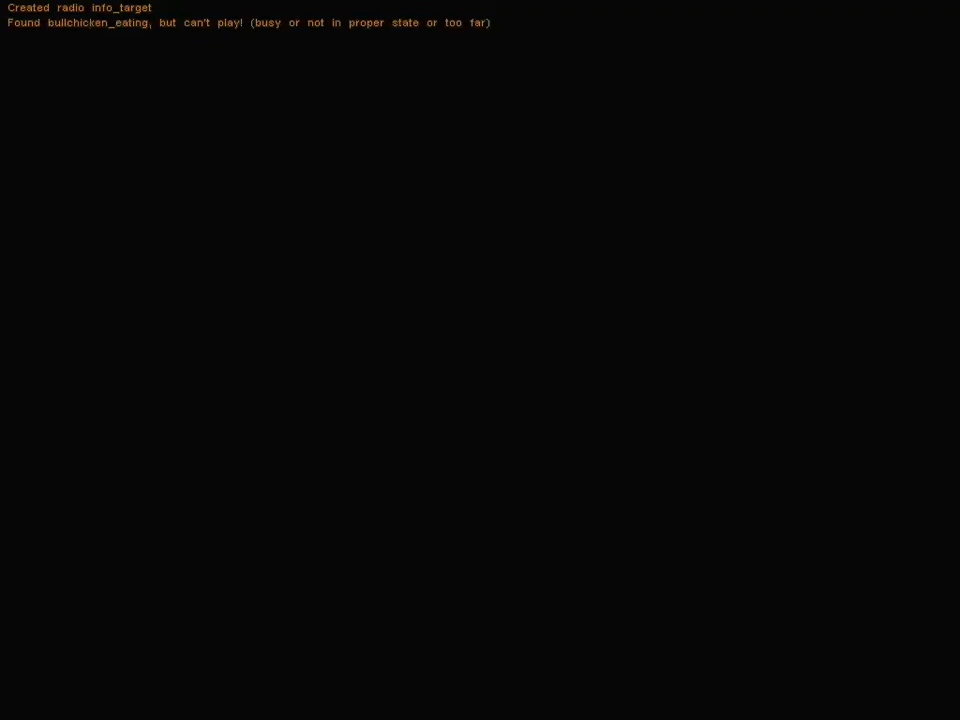 Created radio info_target
Found bullchicken_eating, but can't play! (busy or not in proper state or too far)